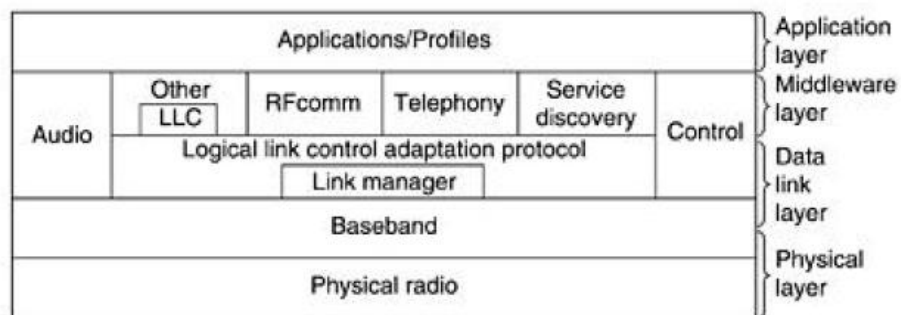 Applications/Profiles
Application
layer
Audio
Other
LLC
RFcomm
Telephony
Service
discovery
Control
Middleware
layer
Logical link control adaptation protocol
Link manager
Data
link
layer
Baseband
Physical radio
Physical
layer